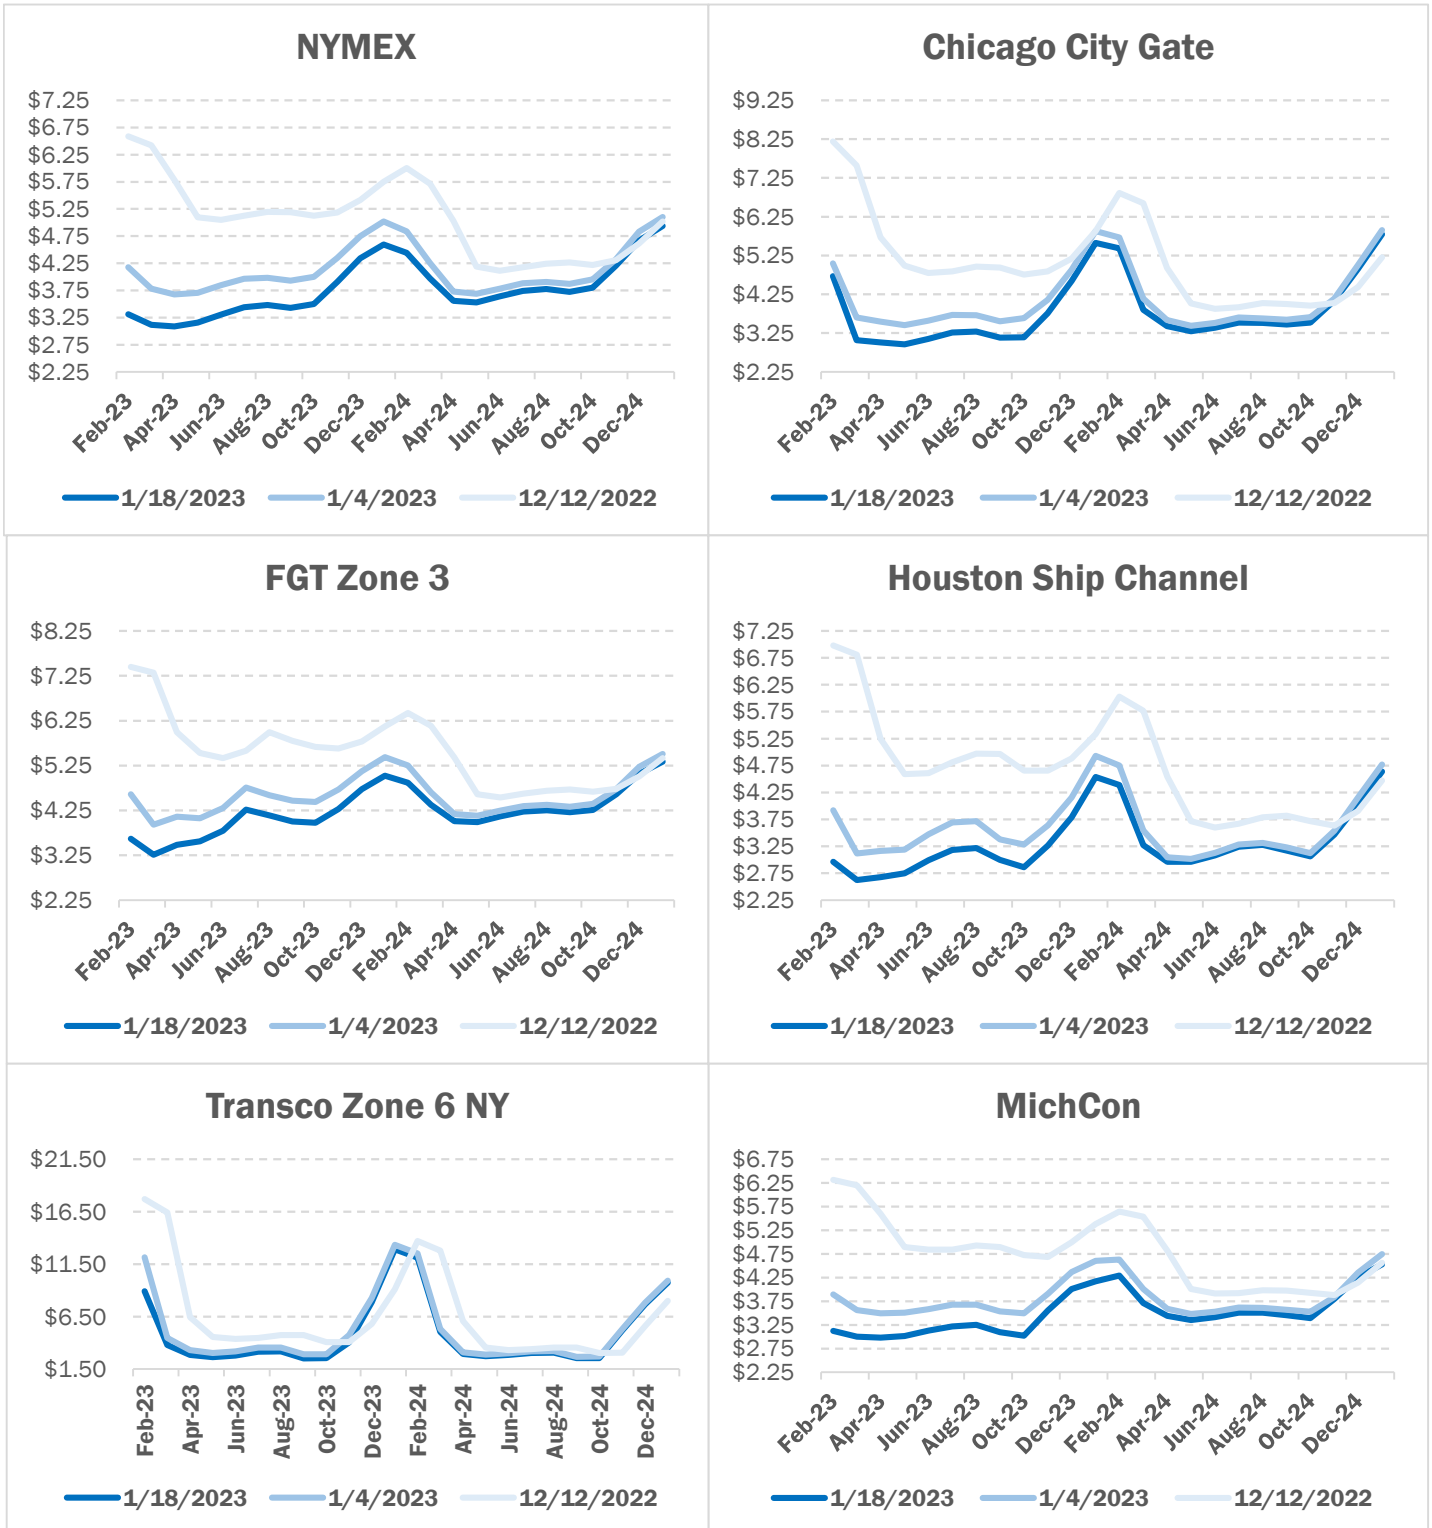 NYMEX
$7.25
$6.75
$6.25
$5.75
$5.25
$4.75
$4.25
$3.75
$3.25
$2.75
$2.25
Feb-23 Apr-23 Jun-23 Aug-23 Oct-23 Dec-23 Feb-24 Apr-24 Jun-24 Aug-24 Oct-24 Dec-24
1/18/2023 1/4/2023 12/12/2022
Chicago City Gate
$9.25
$8.25
$7.25
$6.25
$5.25
$4.25
$3.25
$2.25
Feb-23 Apr-23 Jun-23 Aug-23 Oct-23 Dec-23 Feb-24 Apr-24 Jun-24 Aug-24 Oct-24 Dec-24
1/18/2023 1/4/2023 12/12/2022
FGT Zone 3
$8.25
$7.25
$6.25
$5.25
$4.25
$3.25
$2.25
Feb-23 Apr-23 Jun-23 Aug-23 Oct-23 Dec-23 Feb-24 Apr-24 Jun-24 Aug-24 Oct-24 Dec-24
1/18/2023 1/4/2023 12/12/2022
Houston Ship Channel
$7.25
$6.75
$6.25
$5.75
$5.25
$4.75
$4.25
$3.75
$3.25
$2.75
$2.25
Feb-23 Apr-23 Jun-23 Aug-23 Oct-23 Dec-23 Feb-24 Apr-24 Jun-24 Aug-24 Oct-24 Dec-24
1/18/2023 1/4/2023 12/12/2022
Transco Zone 6 NY
$21.50
$16.50
$11.50
$6.50
$1.50
Feb-23 Apr-23 Jun-23 Aug-23 Oct-23 Dec-23 Feb-24 Apr-24 Jun-24 Aug-24 Oct-24 Dec-24
1/18/2023 1/4/2023 12/12/2022
MichCon
$6.75
$6.25
$5.75
$5.25
$4.75
$4.25
$3.75
$3.25
$2.75
$2.25
Feb-23 Apr-23 Jun-23 Aug-23 Oct-23 Dec-23 Feb-24 Apr-24 Jun-24 Aug-24 Oct-24 Dec-24
1/18/2023 1/4/2023 12/12/2022